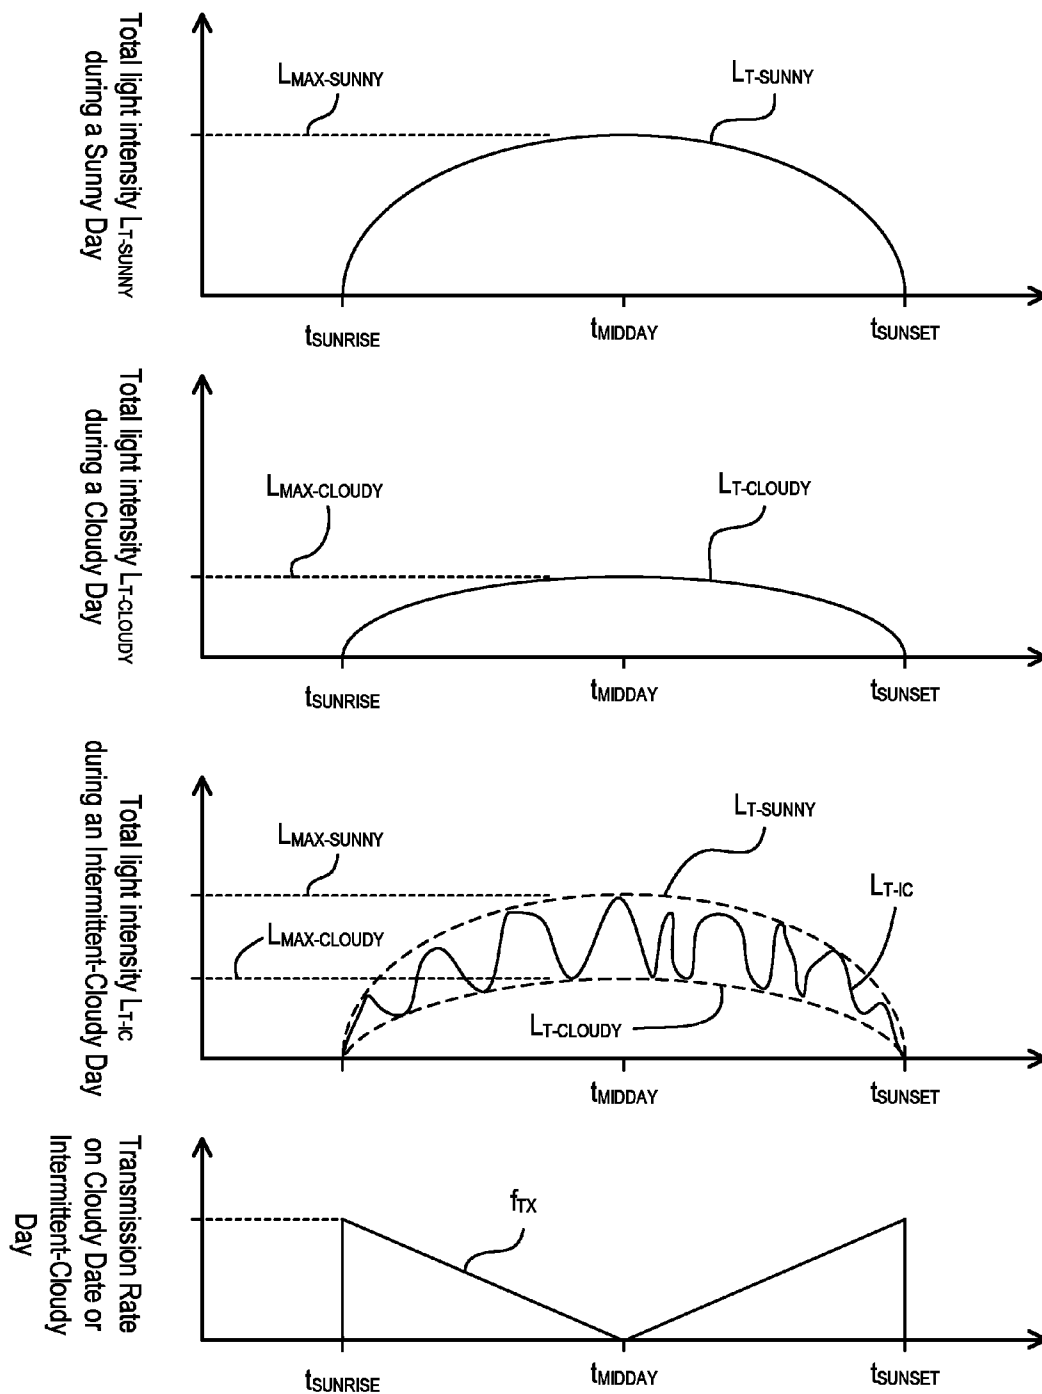 Total light intensity LT-SUNNY
during a Sunny Day
LMAX-SUNNY
LT-SUNNY
tSUNRISE
tMIDDAY
tSUNSET
Total light intensity LT-CLOUDY
during a Cloudy Day
LMAX-CLOUDY
LT-CLOUDY
tSUNRISE
tMIDDAY
tSUNSET
Total light intensity LT-IC
during an Intermittent-Cloudy Day
LMAX-SUNNY
LMAX-CLOUDY
LT-SUNNY
LT-IC
LT-CLOUDY
tMIDDAY
tSUNSET
Transmission Rate
on Cloudy Date or
Intermittent-Cloudy
Day
fTX
tSUNRISE
tMIDDAY
tSUNSET